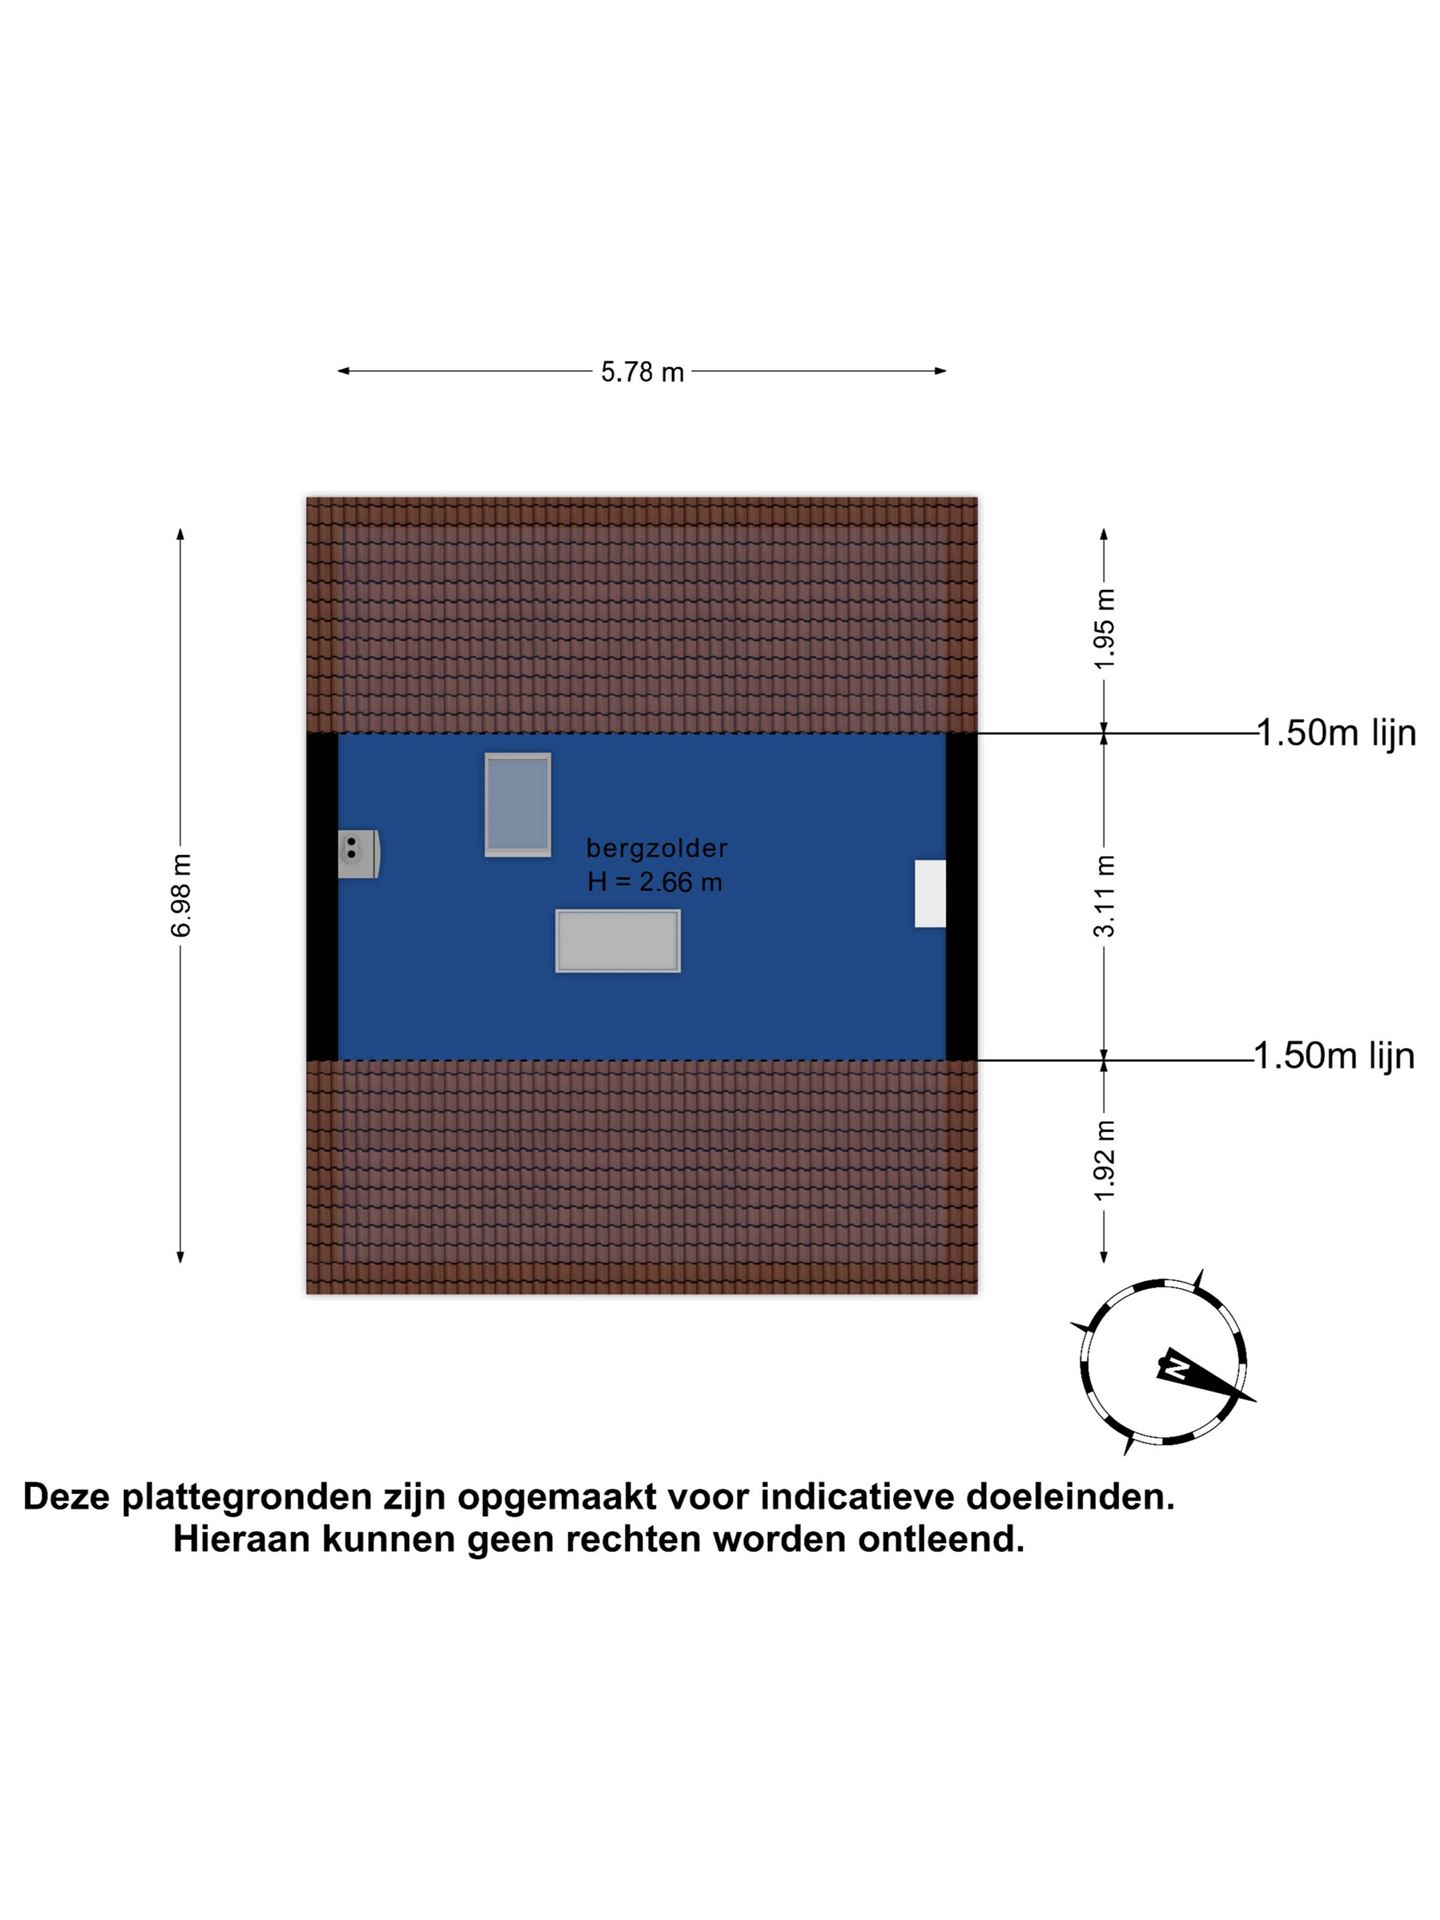 5.78 m
1.95 m
1.50m lijn
bergzolder
H = 2.66 m
6.98 m
3.11 m
1.50m lijn
1.92 m
N
Deze plattegronden zijn opgemaakt voor indicatieve doeleinden.
Hieraan kunnen geen rechten worden ontleend.